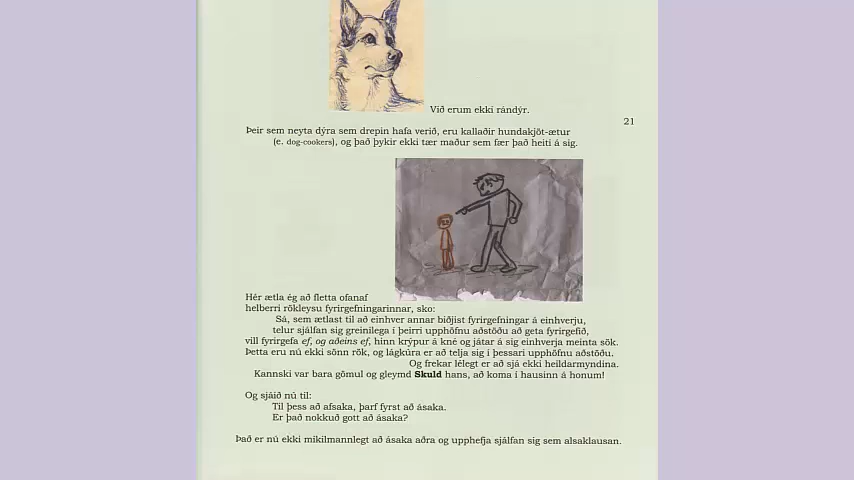 Við erum ekki rándýr.
21
Þeir sem neyta dýra sem drepin hafa verið, eru kallaðir hundakjöt-ætur
(e. dog-cookers), og það þykir ekki tær maður sem fær það heiti á sig.
Hér ætla ég að fletta ofanaf
helberri rökleysu fyrirgefningarinnar, sko:
Sá, sem ætlast til að einhver annar biðjist fyrirgefningar á einhverju,
telur sjálfan sig greinilega í þeirri upphöfnu aðstöðu að geta fyrirgefið,
vill fyrirgefa ef, og aðeins ef, hinn krýpur á kné og játar á sig einhverja meinta sök.
Þetta eru nú ekki sönn rök, og lágkúra er að telja sig í þessari upphöfnu aðstöðu.
Og frekar lélegt er að sjá ekki heildarmyndina.
Kannski var bara gömul og gleymd Skuld hans, að koma í hausinn á honum!
Og sjáið nú til:
Til þess að afsaka, þarf fyrst að ásaka.
Er það nokkuð gott að ásaka?
Það er nú ekki mikilmannlegt að ásaka aðra og upphefja sjálfan sig sem alsaklausan.